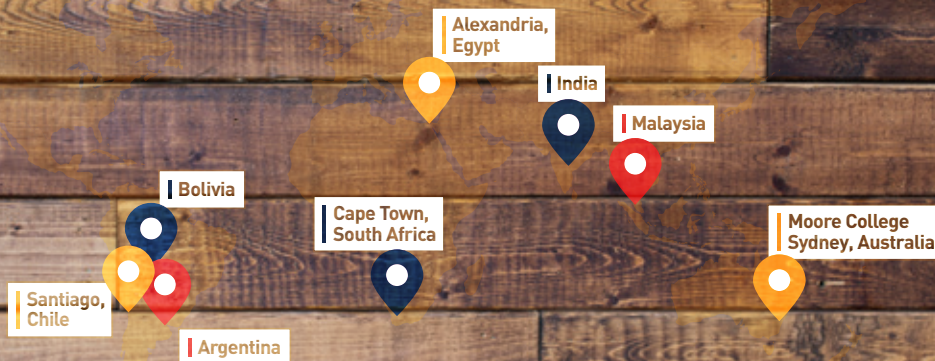 Alexandria,
Egypt
India
Malaysia
Bolivia
Cape Town,
South Africa
Moore College
Sydney, Australia
Santiago,
Chile
Argentina